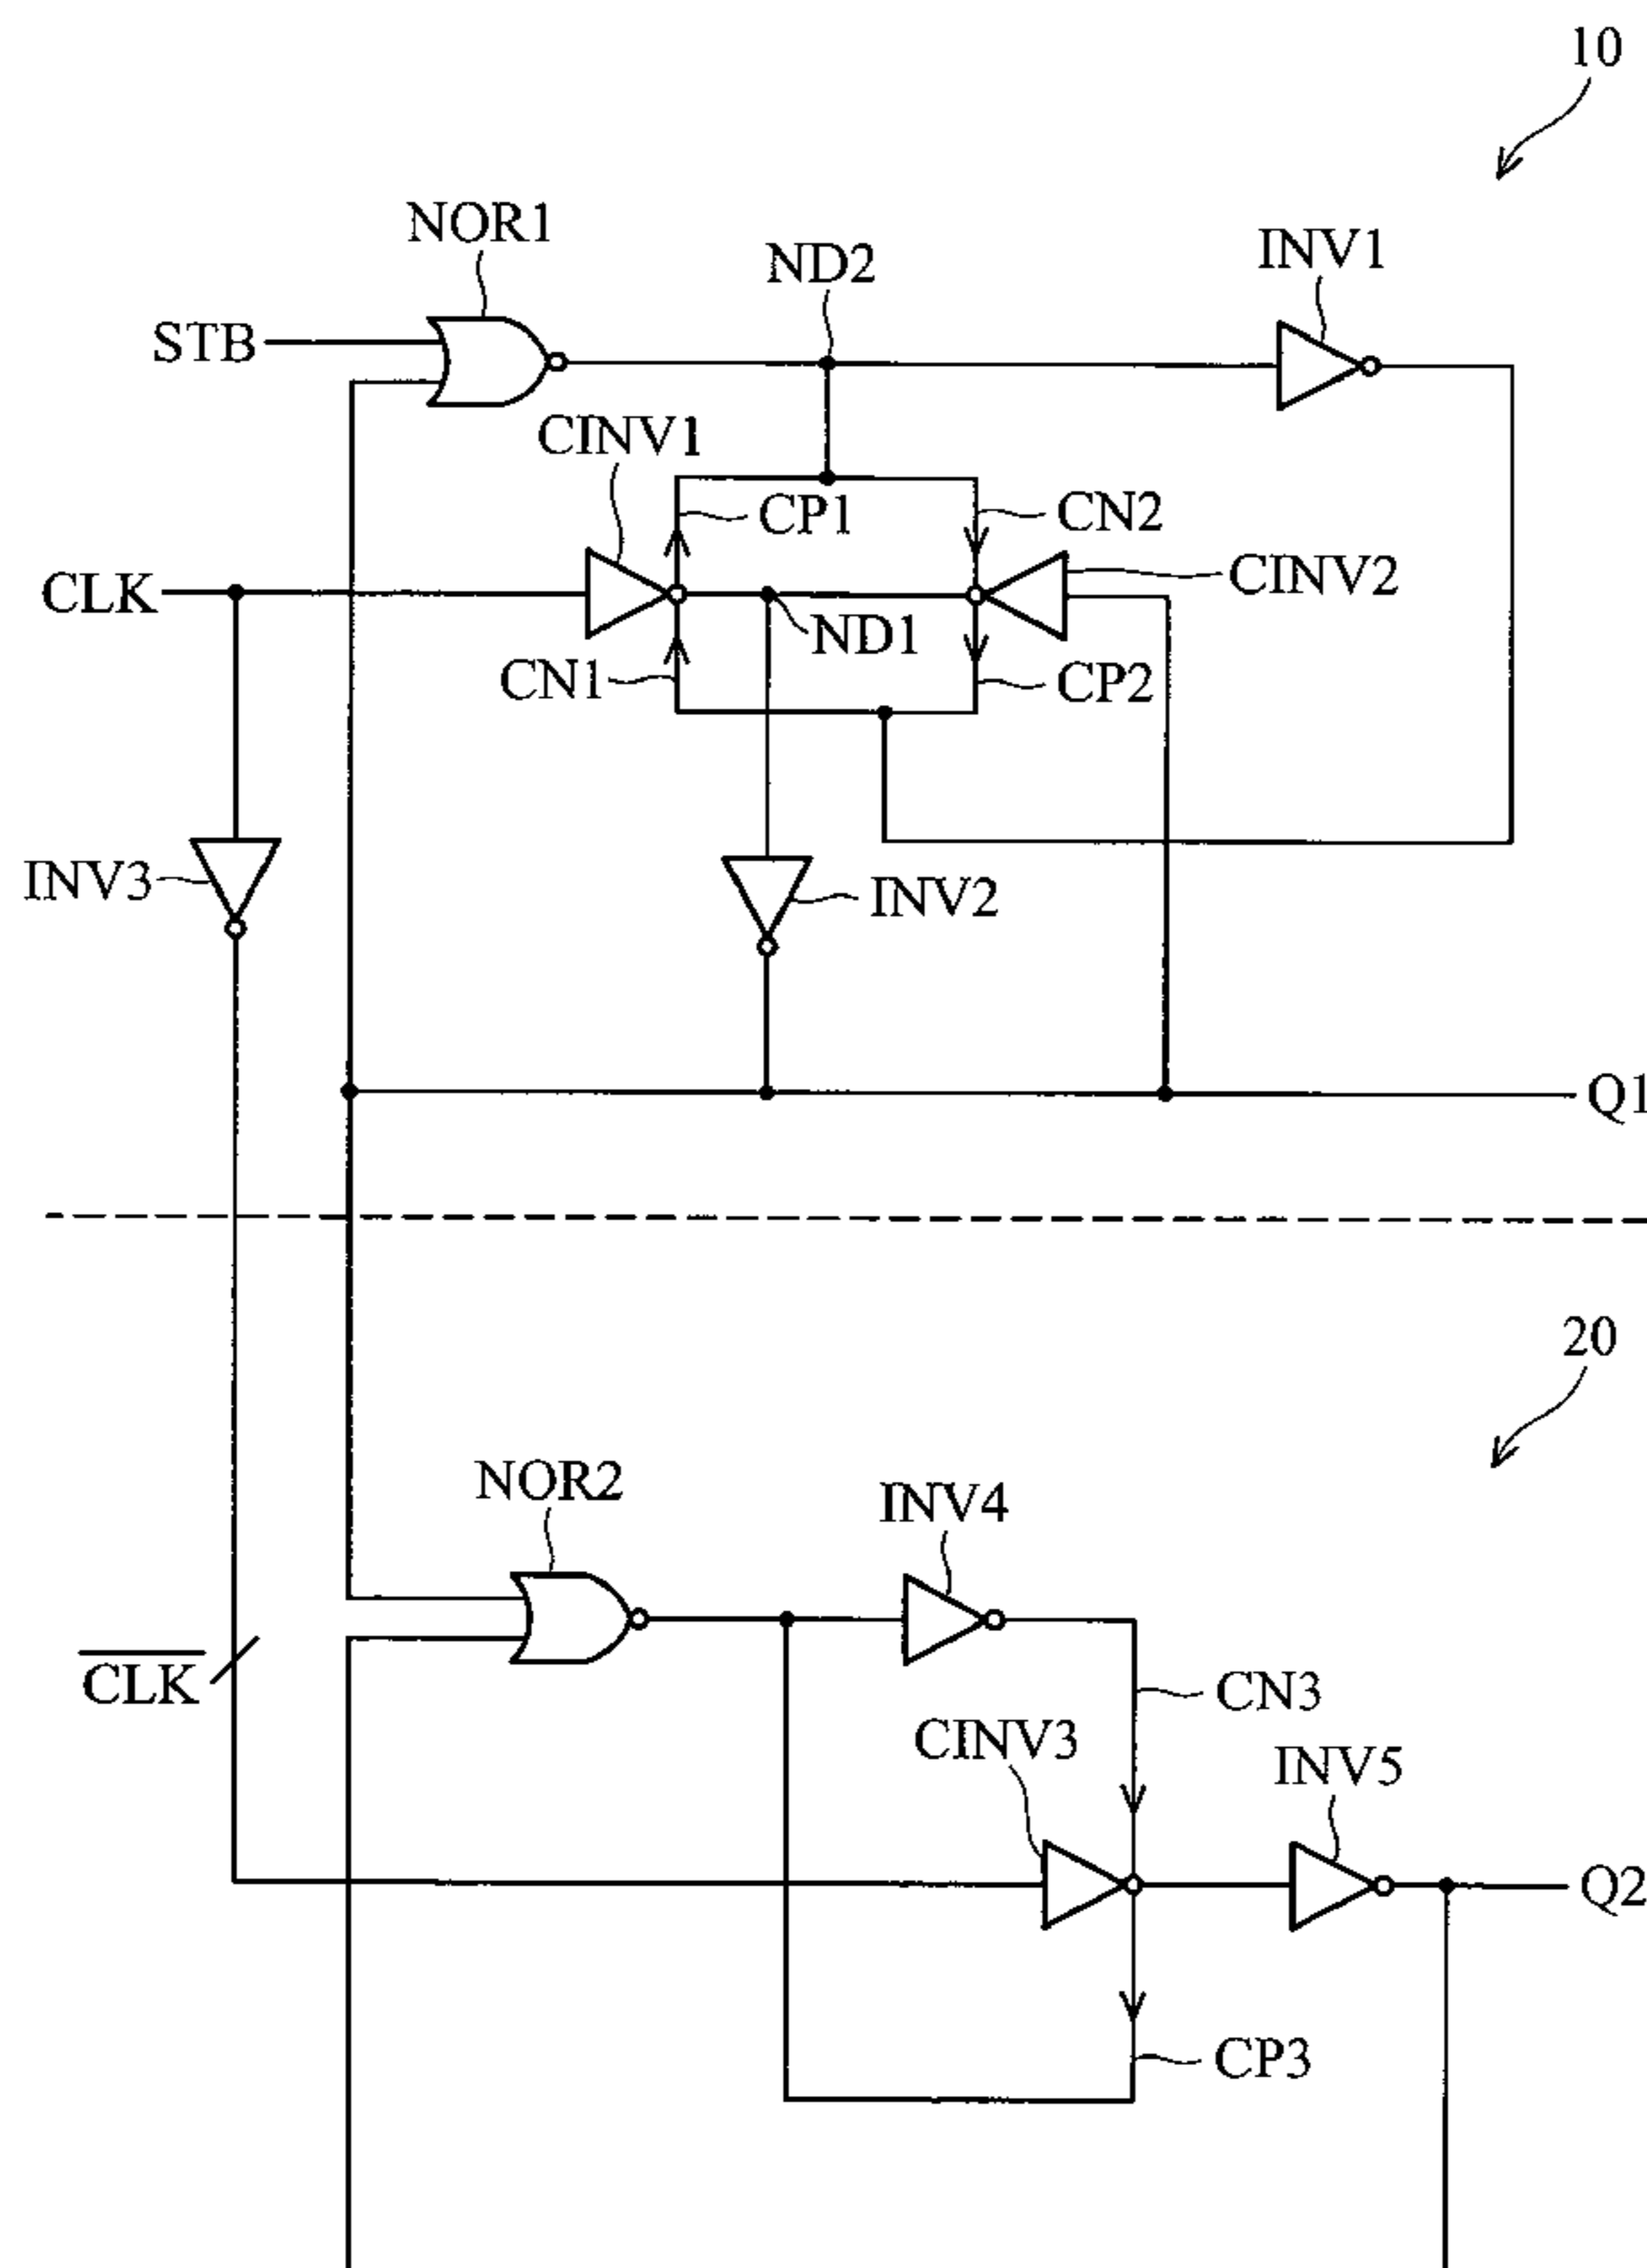 10
NOR1
ND2
INV1
STB
CINV1
CP1
CN2
CLK
CINV2
ND1
CN1
CP2
INV3
INV2
Q1
20
NOR2
INV4
CLK
CN3
CINV3
INV5
Q2
CP3